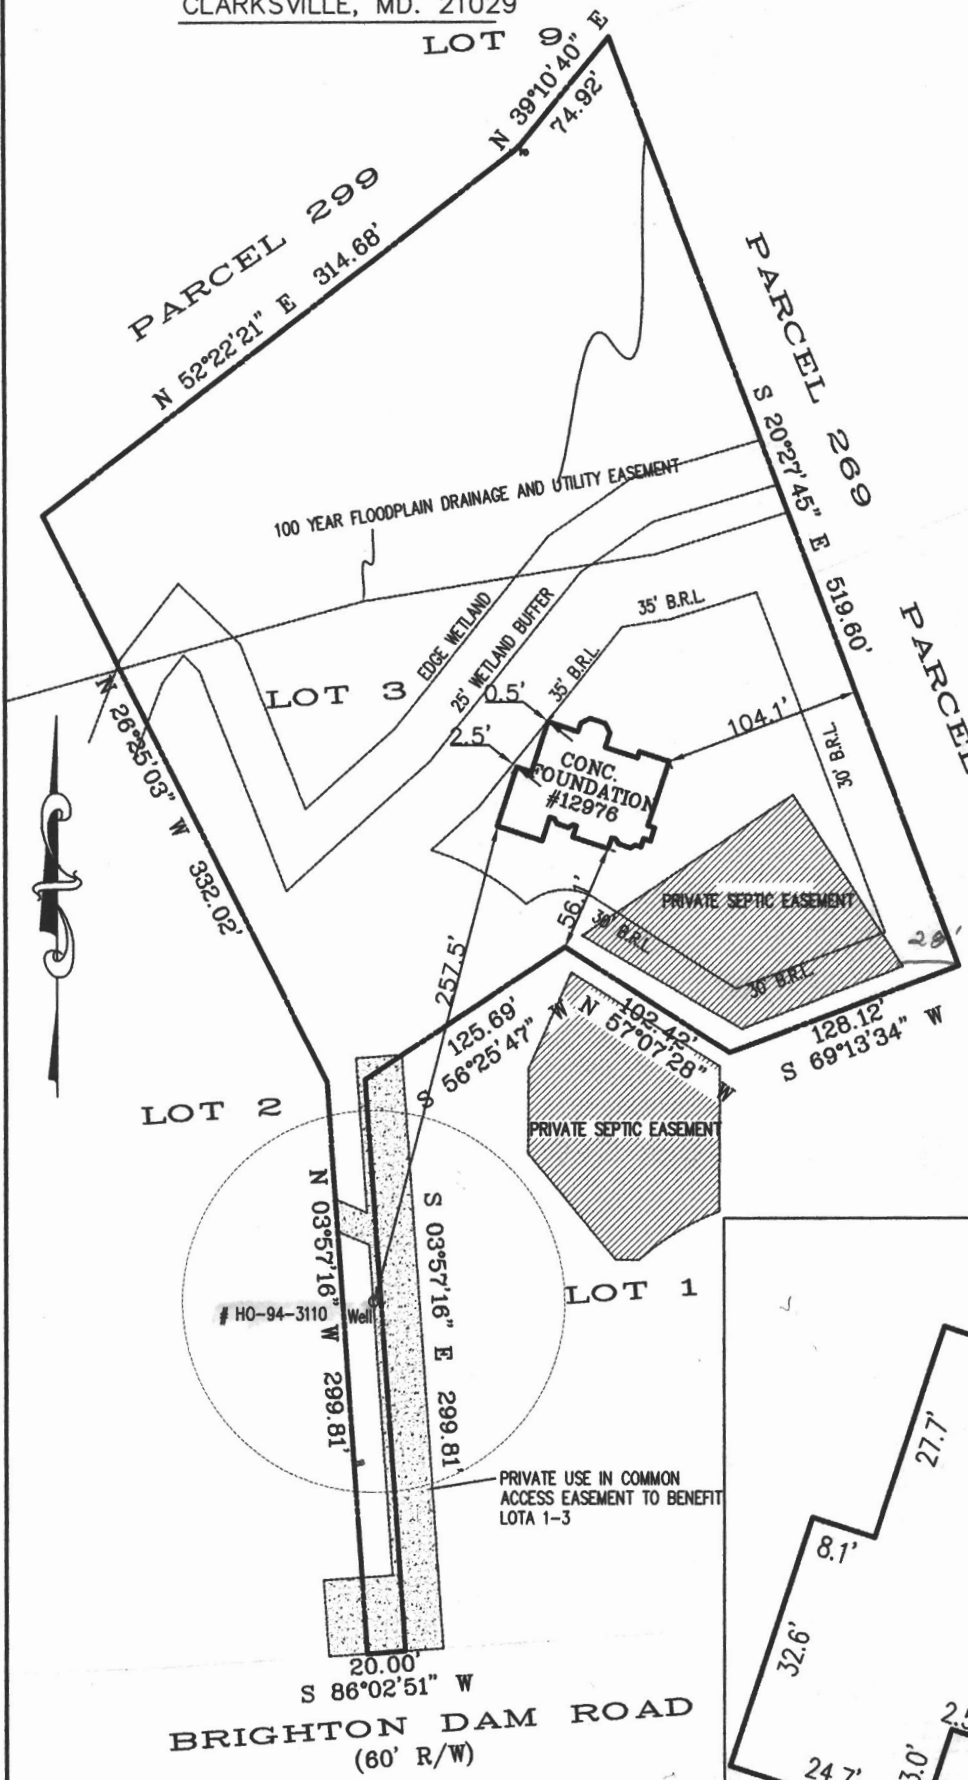 CLARKSVILLE, MD. 21029
LOT 9
N 39°10'40" E
74.92'
PARCEL 299
N 52°22'21" E 314.68'
PARCEL 269
S 20°27'45" E 519.60'
PARCEL
100 YEAR FLOODPLAIN DRAINAGE AND UTILITY EASEMENT
EDGE WETLAND
25' WETLAND BUFFER
35' B.R.L.
35' B.R.L.
LOT 3
0.5'
2.5'
CONC.
FOUNDATION
#12976
104.1'
30' B.R.L.
N 26°25'03" W 332.02'
PRIVATE SEPTIC EASEMENT
56.1'
30' B.R.L.
30' B.R.L.
28'
257.5'
125.69'
S 56°25'47" W
102.42'
N 57°07'28" W
128.12'
S 69°13'34" W
LOT 2
PRIVATE SEPTIC EASEMENT
N 03°57'16" W 299.81'
S 03°57'16" E 299.81'
# HO-94-3110 Well
LOT 1
PRIVATE USE IN COMMON
ACCESS EASEMENT TO BENEFIT
LOTA 1-3
20.00'
S 86°02'51" W
BRIGHTON DAM ROAD
(60' R/W)
27.7'
8.1'
32.6'
24.7'